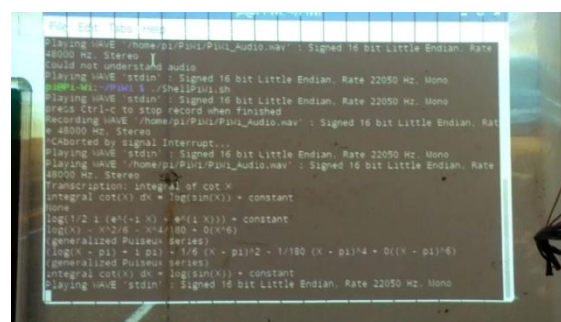 File Edit Tabs Help
Playing WAVE '/home/pi/PiWi/PiWi_Audio.wav' : Signed 16 bit Little Endian, Rate
48000 Hz, Stereo
Could not understand audio
Playing WAVE 'stdin' : Signed 16 bit Little Endian, Rate 22050 Hz, Mono
pi@Pi-Wi:~/PiWi $ ./ShellPiWi.sh
Playing WAVE 'stdin' : Signed 16 bit Little Endian, Rate 22050 Hz, Mono
press Ctrl-c to stop record when finished
Recording WAVE '/home/pi/PiWi/PiWi_Audio.wav' : Signed 16 bit Little Endian, Rat
e 48000 Hz, Stereo
^CAborted by signal Interrupt...
Playing WAVE 'stdin' : Signed 16 bit Little Endian, Rate 22050 Hz, Mono
Playing WAVE '/home/pi/PiWi/PiWi_Audio.wav' : Signed 16 bit Little Endian, Rate
48000 Hz, Stereo
Transcription: integral of cot X
integral cot(X) dX = log(sin(X)) + constant
None
log(1/2 i (e^(-i X) - e^(i X))) + constant
log(X) - X^2/6 - X^4/180 + O(X^6)
(generalized Puiseux series)
(log(X - pi) + i pi) - 1/6 (X - pi)^2 - 1/180 (X - pi)^4 + O((X - pi)^6)
(generalized Puiseux series)
integral cot(X) dX = log(sin(X)) + constant
Playing WAVE 'stdin' : Signed 16 bit Little Endian, Rate 22050 Hz, Mono